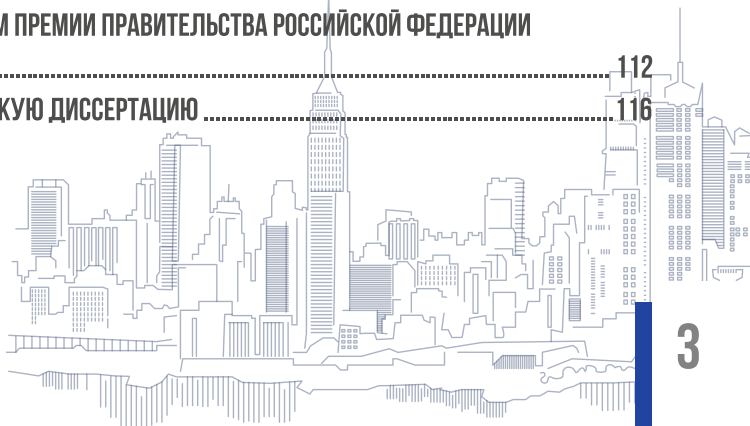 М ПРЕМИИ ПРАВИТЕЛЬСТВА РОССИЙСКОЙ ФЕДЕРАЦИИ
112
КУЮ ДИССЕРТАЦИЮ 116
3